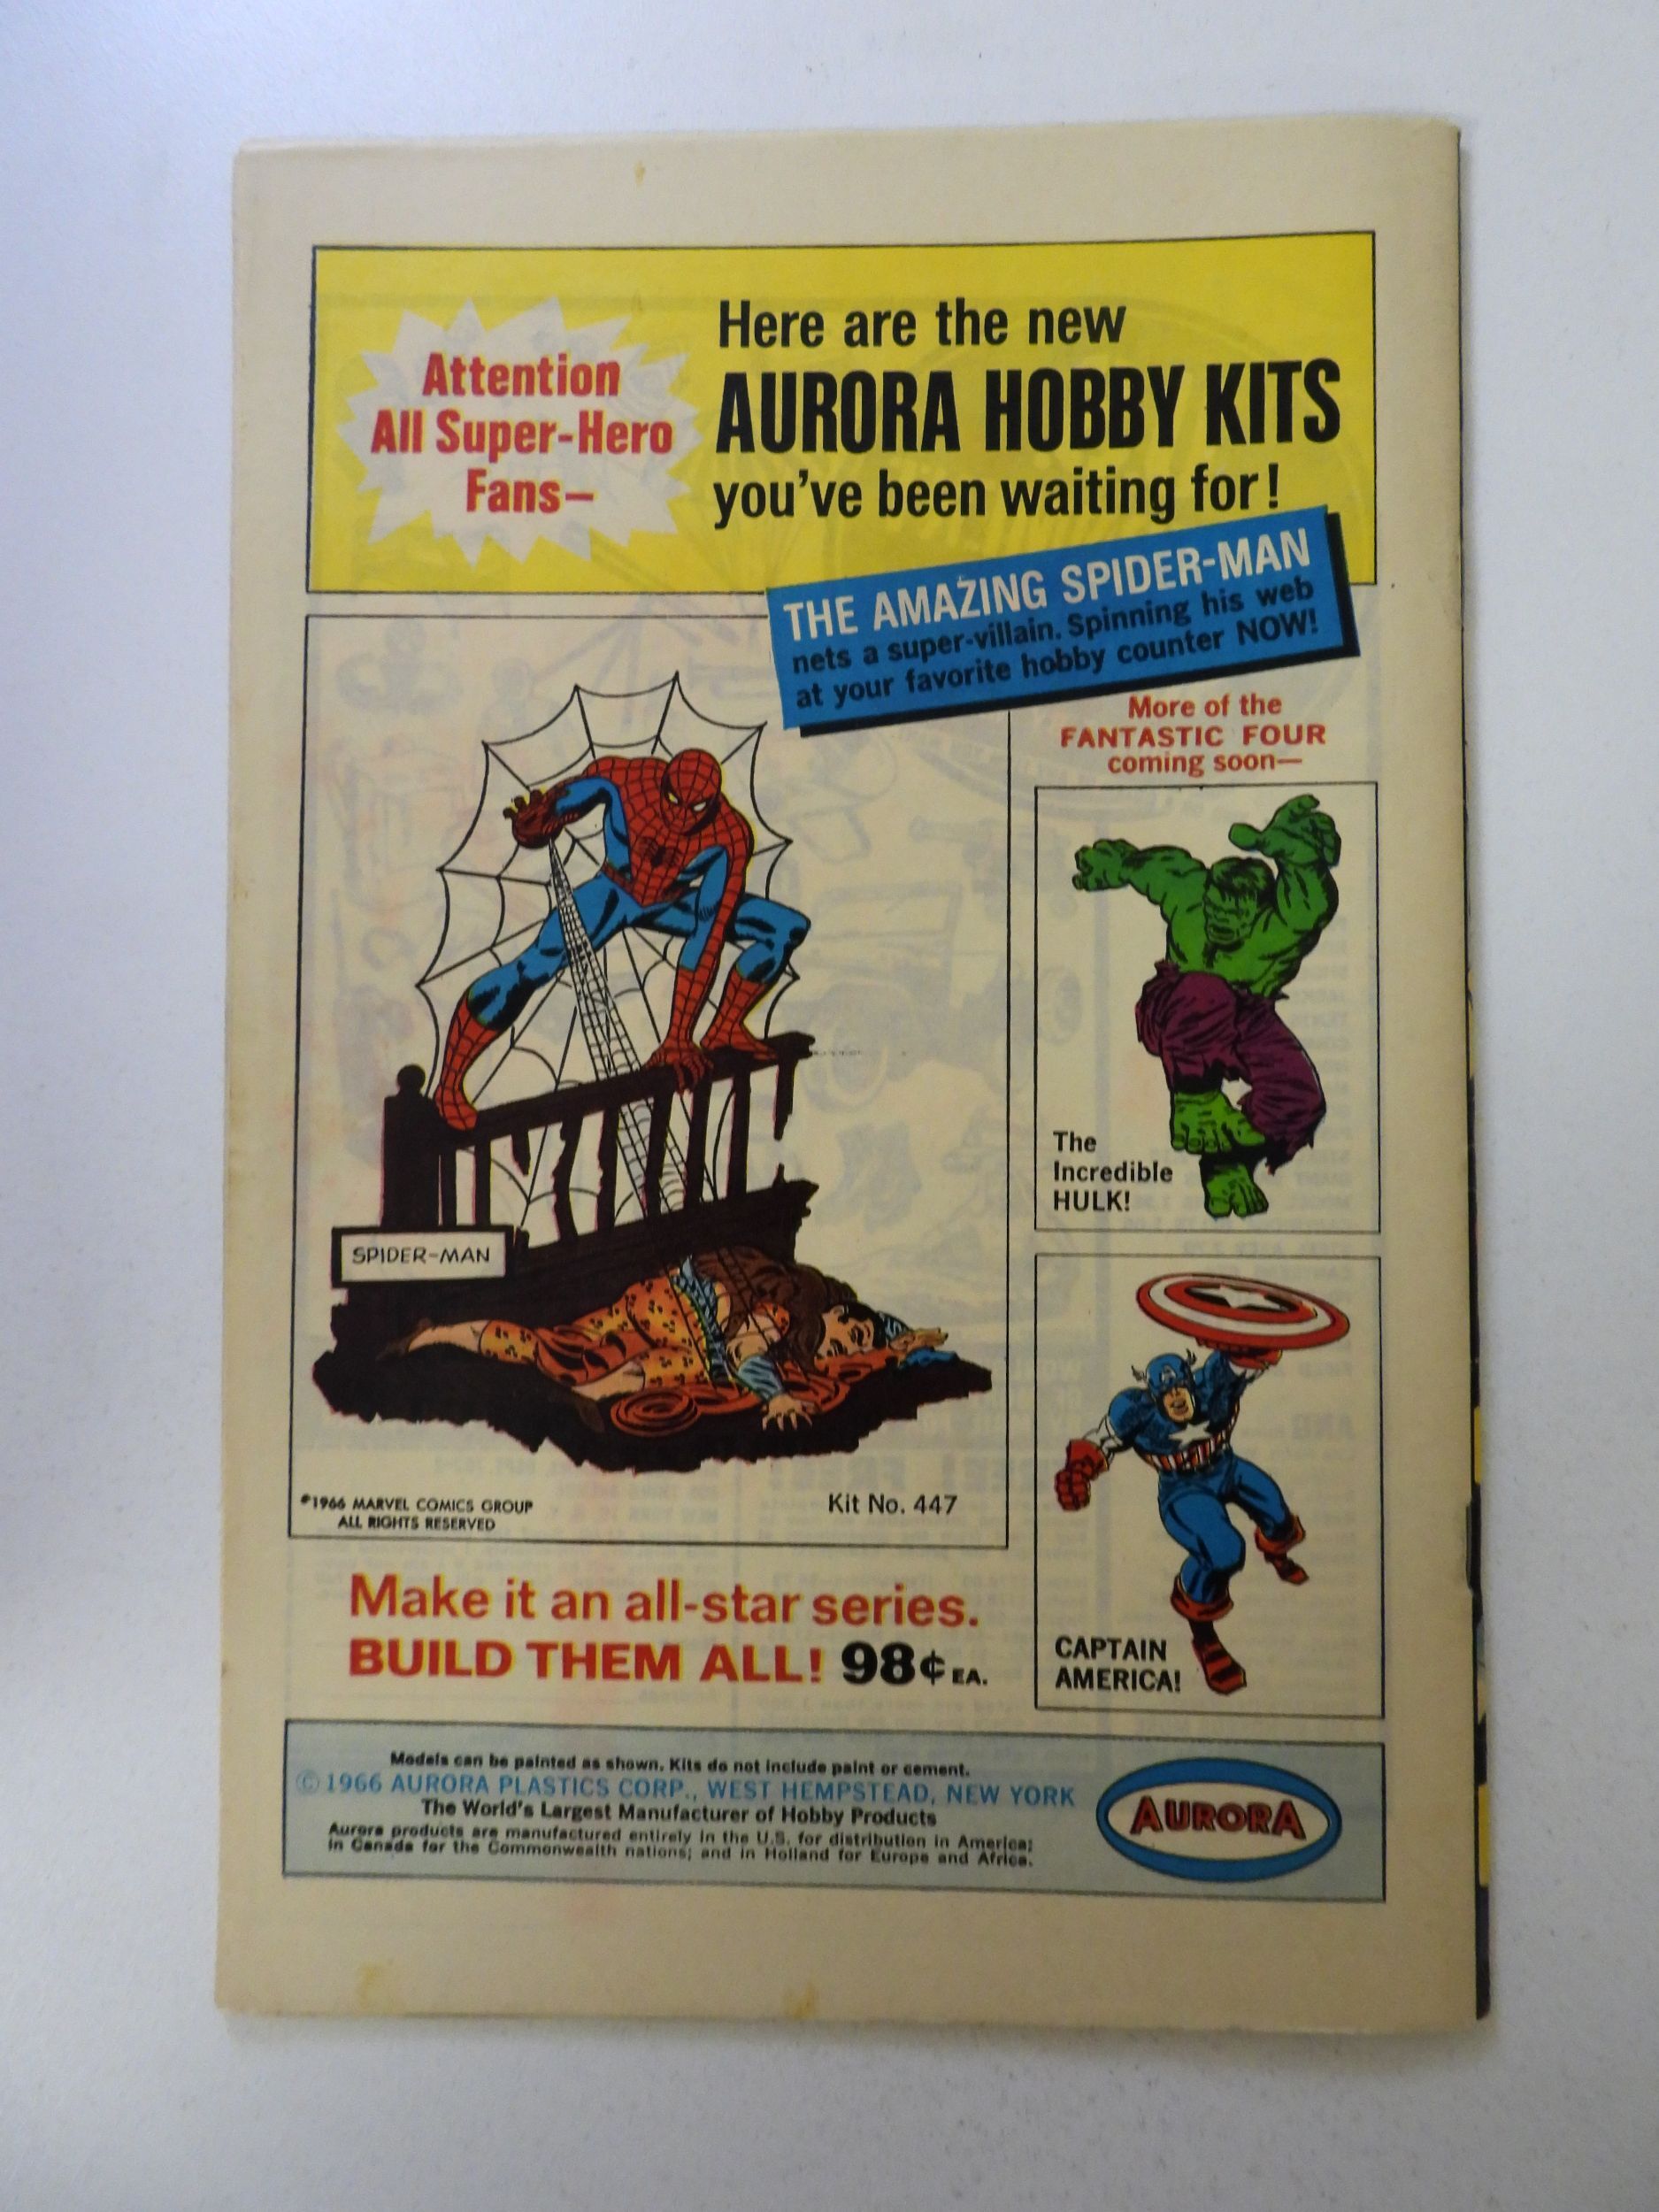 Attention
All Super-Hero
Fans—
Here are the new
AURORA HOBBY KITS
you've been waiting for!
THE AMAZING SPIDER-MAN
nets a super-villain. Spinning his web
at your favorite hobby counter NOW!
More of the
FANTASTIC FOUR
coming soon—
The
Incredible
HULK!
SPIDER-MAN
©1966 MARVEL COMICS GROUP
ALL RIGHTS RESERVED
Kit No. 447
CAPTAIN
AMERICA!
Make it an all-star series.
BUILD THEM ALL! 98¢ EA.
Models can be painted as shown. Kits do not include paint or cement.
© 1966 AURORA PLASTICS CORP., WEST HEMPSTEAD, NEW YORK
The World's Largest Manufacturer of Hobby Products
Aurora products are manufactured entirely in the U.S. for distribution in America;
in Canada for the Commonwealth nations; and in Holland for Europe and Africa.
AURORA